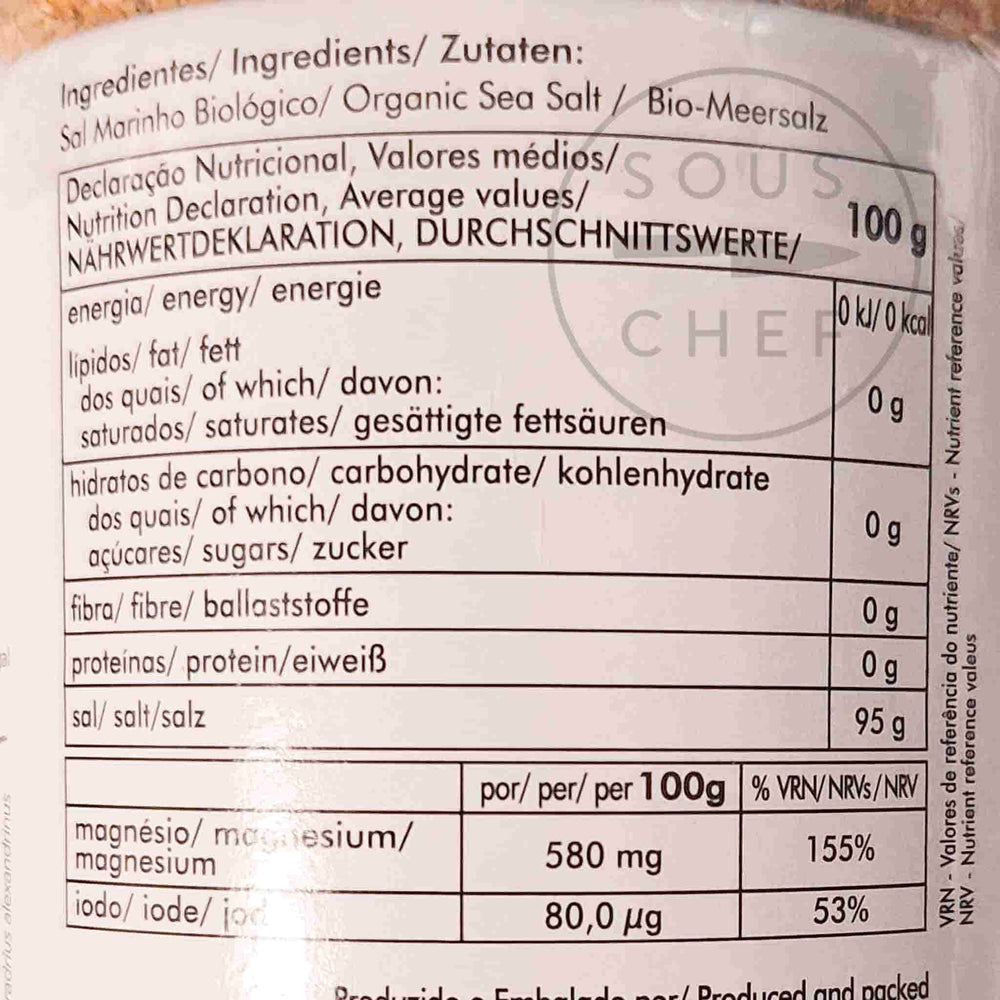 Ingredientes/ Ingredients/ Zutaten:
Sal Marinho Biológico/ Organic Sea Salt / Bio-Meersalz
SOUS
CHEF
Declaração Nutricional, Valores médios/
Nutrition Declaration, Average values/
NÄHRWERTDEKLARATION, DURCHSCHNITTSWERTE/
100 g
energia/ energy/ energie
0 kJ/0 kcal
lípidos/ fat/ fett
dos quais/ of which/ davon:
saturados/ saturates/ gesättigte fettsäuren
0 g
hidratos de carbono/ carbohydrate/ kohlenhydrate
dos quais/ of which/ davon:
açúcares/ sugars/ zucker
0 g
fibra/ fibre/ ballaststoffe 0 g
proteínas/ protein/eiweiß 0 g
sal/ salt/salz 95 g
por/ per/ per 100g % VRN/NRVs/NRV
magnésio/ magnesium/
magnesium
580 mg 155%
iodo/ iode/ 80,0 µg 53%
VRN - Valores de referência do nutriente/ NRVs - Nutrient reference values/
NRV - Nutrient reference valeus
alexandrinus
Produzido e Embalado por/ Produced and packed